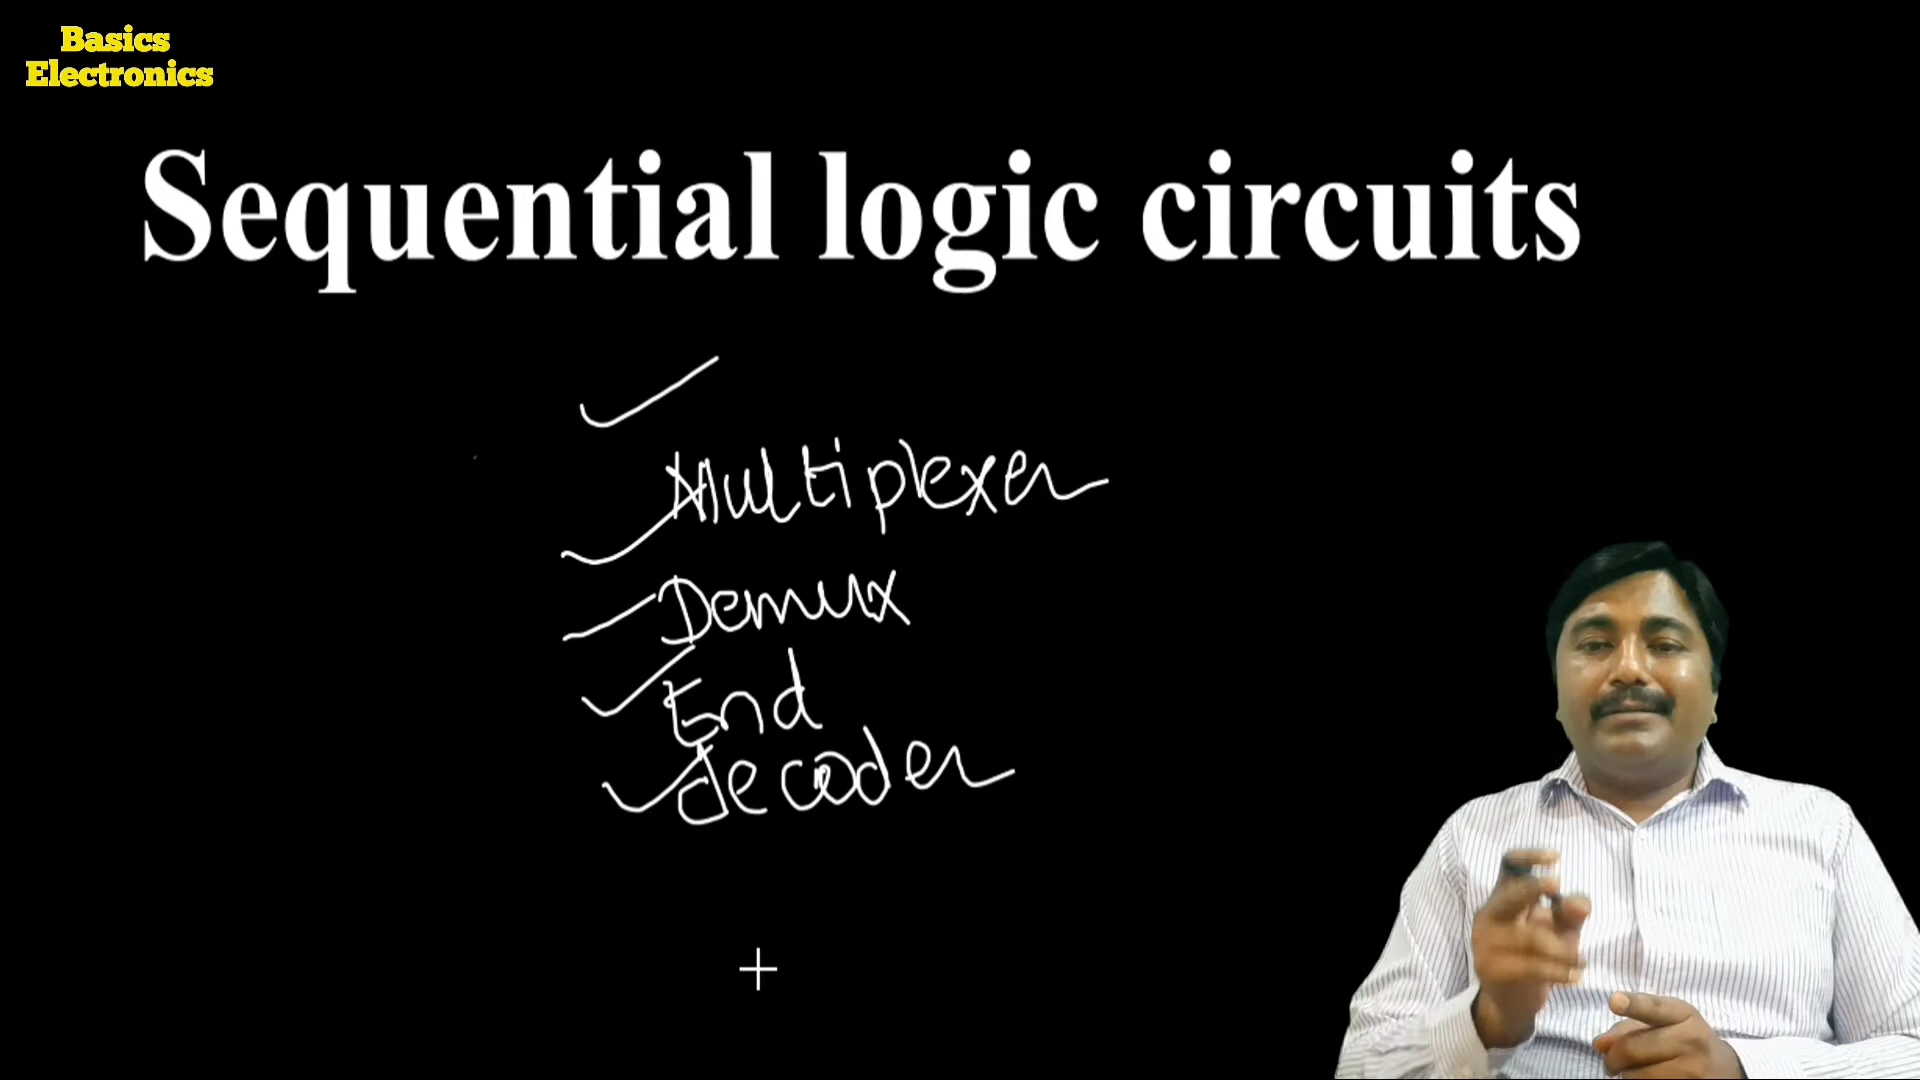 Basics
Electronics
Sequential logic circuits
Multiplexer
Demux
End
decoder